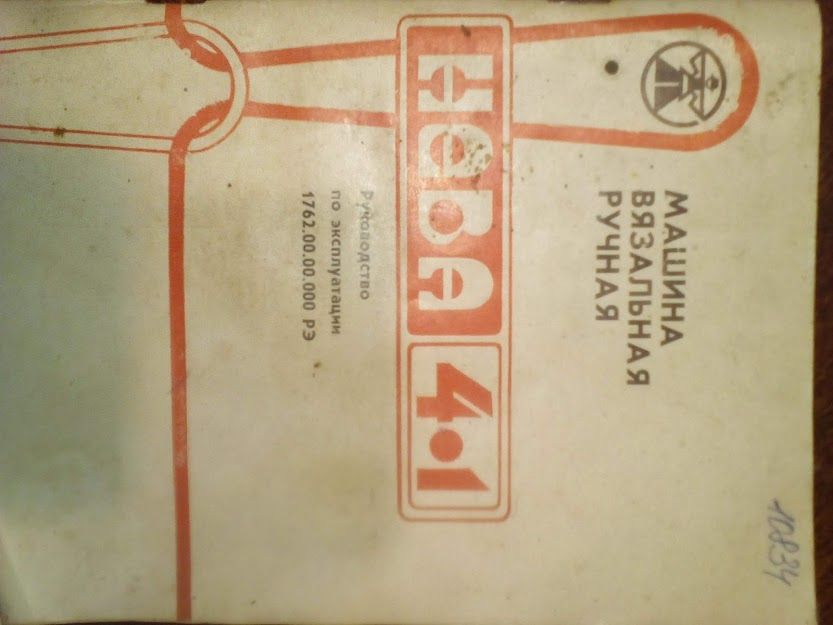 МАШИНА
ВЯЗАЛЬНАЯ
РУЧНАЯ
НЕВА 4•1
Руководство
по эксплуатации
1762.00.00.000 РЭ
10834